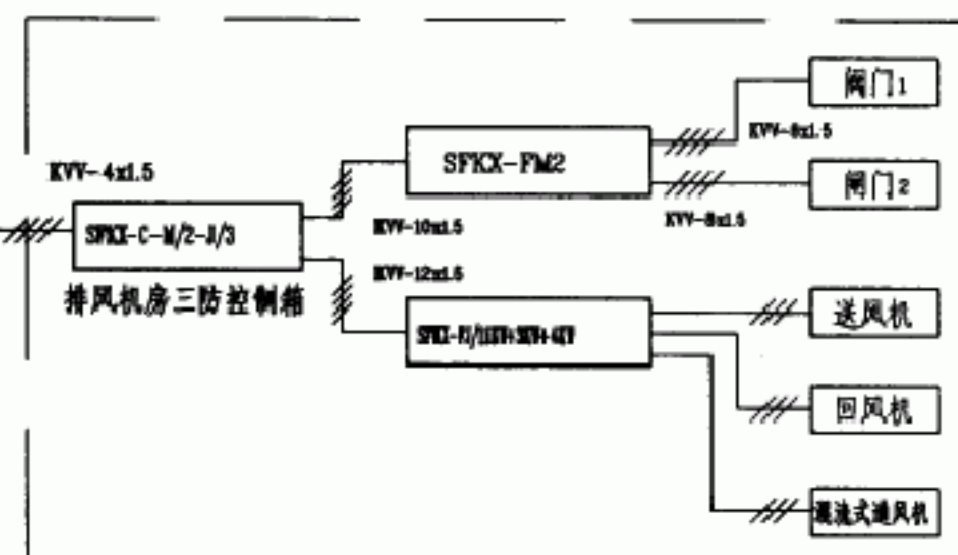 阀门1
KVV-8x1.5
SFKX-FM2
KVV-4x1.5
闸门2
KVV-8x1.5
SFKX-C-M/2-J/3
KVV-10x1.5
KVV-12x1.5
排风机房三防控制箱
送风机
回风机
混流式通风机